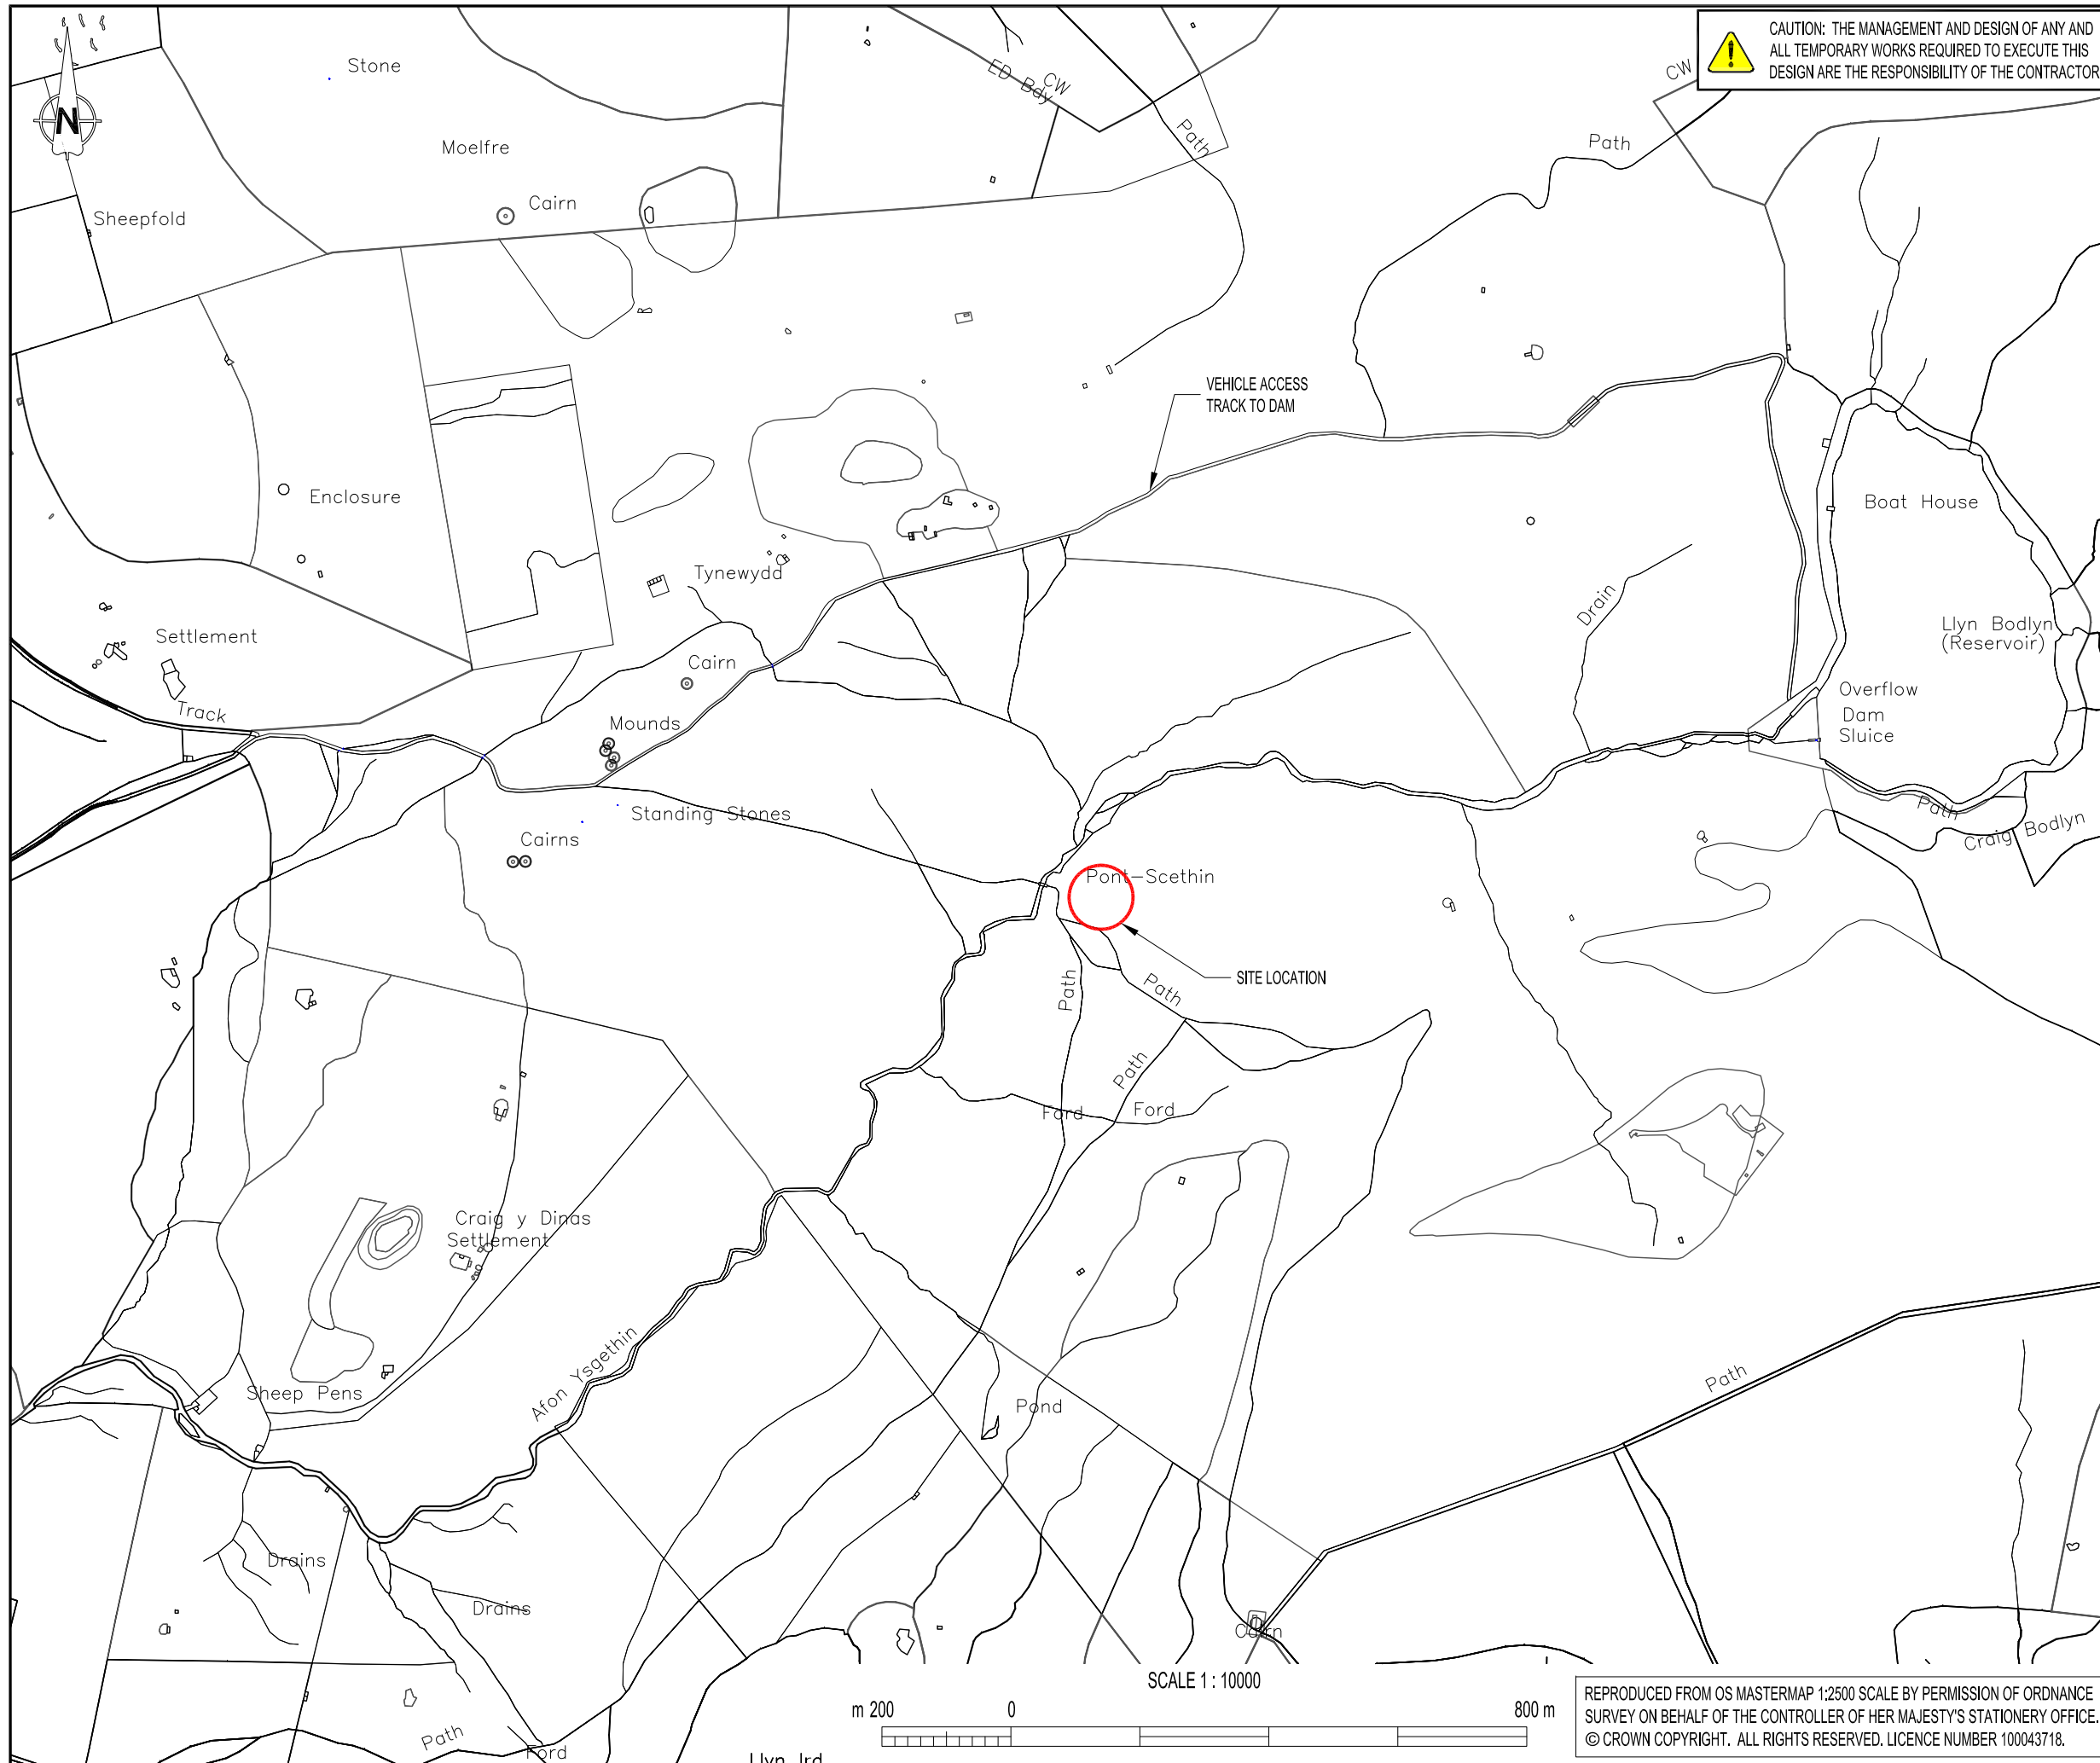 CAUTION: THE MANAGEMENT AND DESIGN OF ANY AND
ALL TEMPORARY WORKS REQUIRED TO EXECUTE THIS
DESIGN ARE THE RESPONSIBILITY OF THE CONTRACTOR
Stone
CW
ED Bdy
CW
N
Path
Path
Moelfre
Cairn
Sheepfold
VEHICLE ACCESS
TRACK TO DAM
Enclosure
Boat House
Tynewydd
Drain
Settlement
Llyn Bodlyn
(Reservoir)
Cairn
Track
Overflow
Mounds
Dam
Sluice
Standing Stones
Path
Cairns
Craig Bodlyn
Pont-Scethin
SITE LOCATION
Path
Path
Path
Ford
Ford
Craig y Dinas
Settlement
Afon Ysgethin
Sheep Pens
Pond
Path
Drains
Drains
Cairn
Path
Ford
Llyn Ird
SCALE 1 : 10000
m 200
0
800 m
REPRODUCED FROM OS MASTERMAP 1:2500 SCALE BY PERMISSION OF ORDNANCE
SURVEY ON BEHALF OF THE CONTROLLER OF HER MAJESTY'S STATIONERY OFFICE.
© CROWN COPYRIGHT. ALL RIGHTS RESERVED. LICENCE NUMBER 100043718.